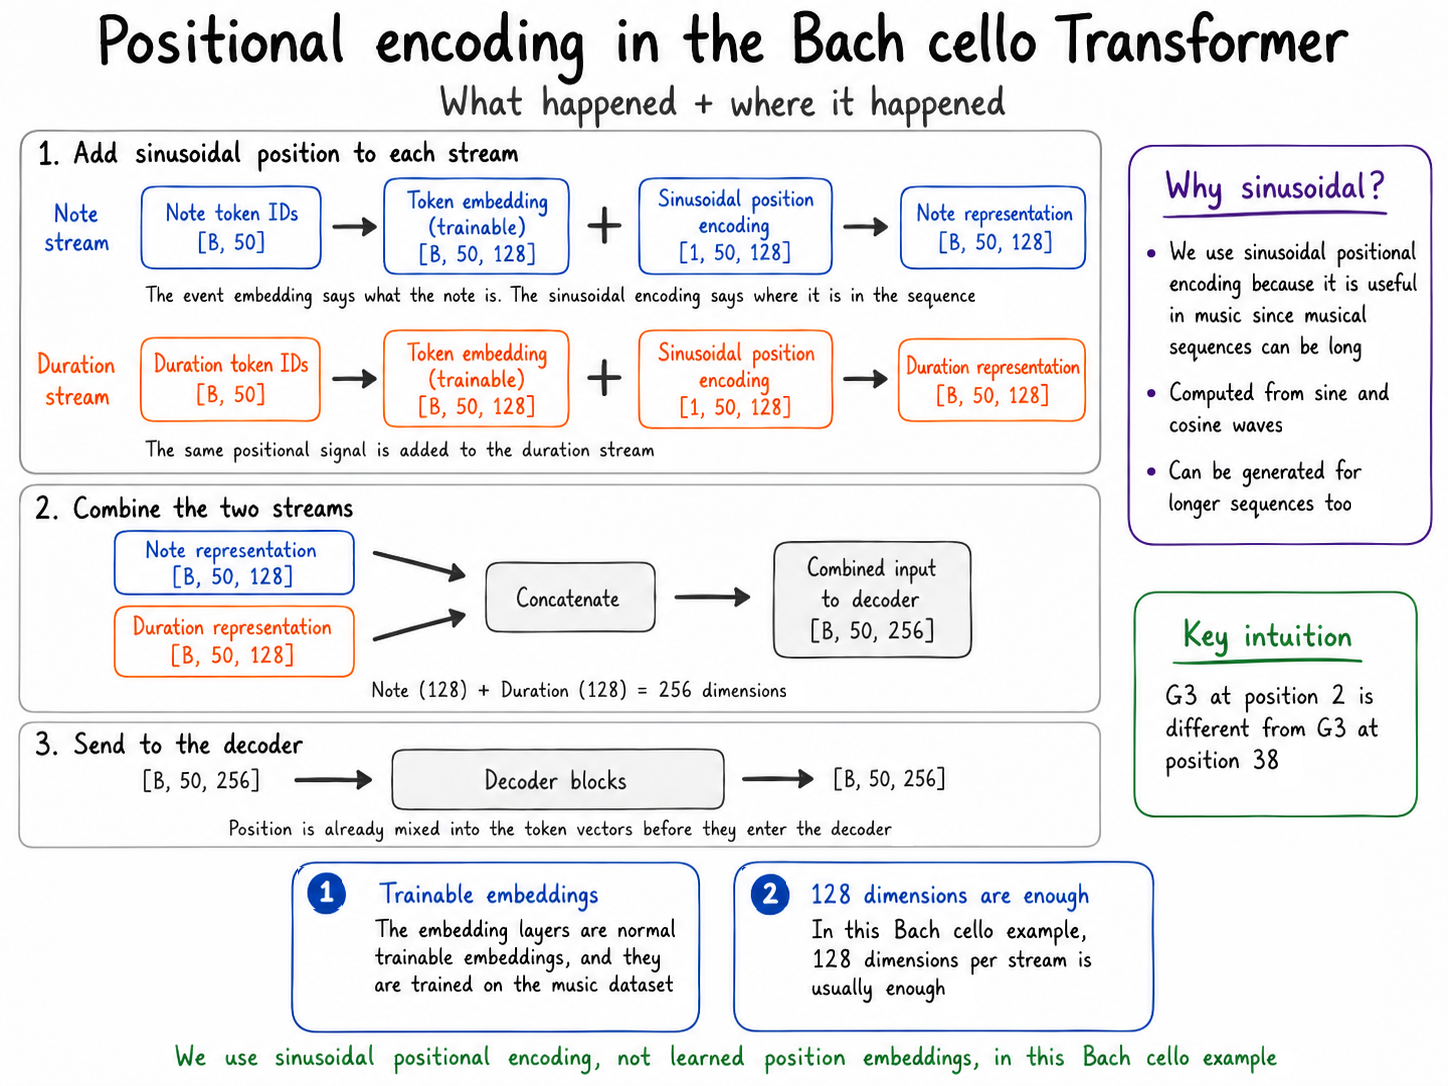 Positional encoding in the Bach cello Transformer
What happened + where it happened
1. Add sinusoidal position to each stream
Note
stream
Note token IDs
[B, 50]
Token embedding
(trainable)
[B, 50, 128]
+
Sinusoidal position
encoding
[1, 50, 128]
Note representation
[B, 50, 128]
The event embedding says what the note is. The sinusoidal encoding says where it is in the sequence
Duration
stream
Duration token IDs
[B, 50]
Token embedding
(trainable)
[B, 50, 128]
+
Sinusoidal position
encoding
[1, 50, 128]
Duration representation
[B, 50, 128]
The same positional signal is added to the duration stream
2. Combine the two streams
Note representation
[B, 50, 128]
Duration representation
[B, 50, 128]
Concatenate
Combined input
to decoder
[B, 50, 256]
Note (128) + Duration (128) = 256 dimensions
3. Send to the decoder
[B, 50, 256]
Decoder blocks
[B, 50, 256]
Position is already mixed into the token vectors before they enter the decoder
Why sinusoidal?
• We use sinusoidal positional
encoding because it is useful
in music since musical
sequences can be long
• Computed from sine and
cosine waves
• Can be generated for
longer sequences too
Key intuition
G3 at position 2 is
different from G3 at
position 38
1
Trainable embeddings
The embedding layers are normal
trainable embeddings, and they
are trained on the music dataset
2
128 dimensions are enough
In this Bach cello example,
128 dimensions per stream is
usually enough
We use sinusoidal positional encoding, not learned position embeddings, in this Bach cello example